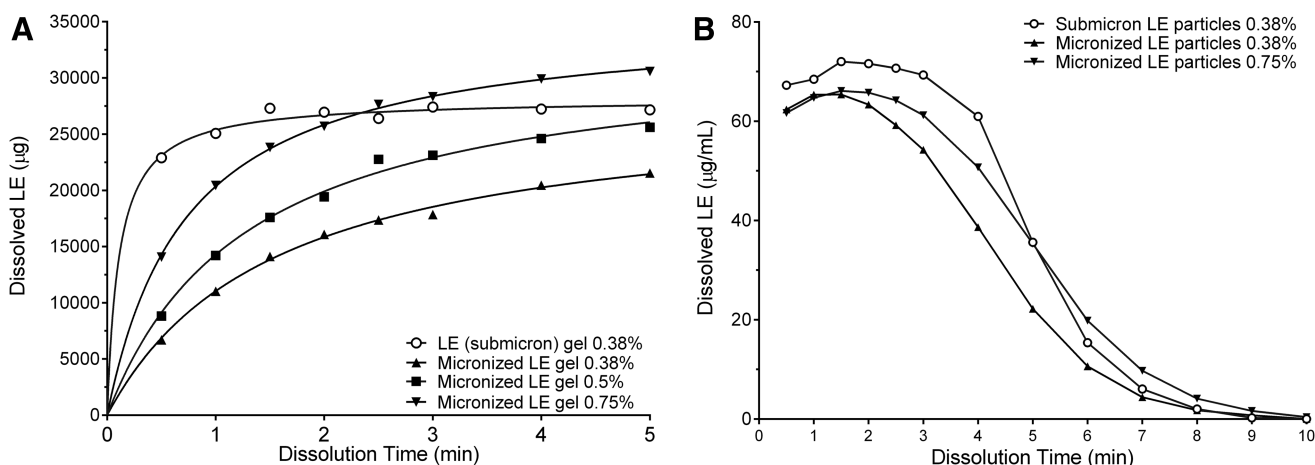 A
Dissolved LE (µg)
35000
30000
25000
20000
15000
10000
5000
0
LE (submicron) gel 0.38%
Micronized LE gel 0.38%
Micronized LE gel 0.5%
Micronized LE gel 0.75%
0 1 2 3 4 5
Dissolution Time (min)
B
Dissolved LE (µg/mL)
80
60
40
20
0
Submicron LE particles 0.38%
Micronized LE particles 0.38%
Micronized LE particles 0.75%
0 1 2 3 4 5 6 7 8 9 10
Dissolution Time (min)